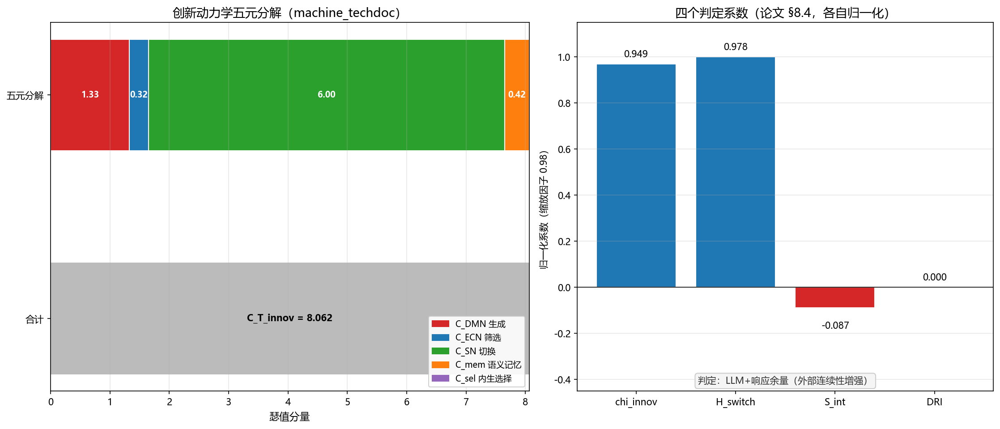 创新动力学五元分解（machine_techdoc）
五元分解
1.33
0.32
6.00
0.42
合计
C_T_innov = 8.062
C_DMN 生成
C_ECN 筛选
C_SN 切换
C_mem 语义记忆
C_sel 内生选择
0
1
2
3
4
5
6
7
8
瑟值分量
四个判定系数（论文 §8.4，各自归一化）
归一化系数（缩放因子 0.98）
1.0
0.8
0.6
0.4
0.2
0.0
-0.2
-0.4
0.949
0.978
-0.087
0.000
判定：LLM+响应余量（外部连续性增强）
chi_innov
H_switch
S_int
DRI